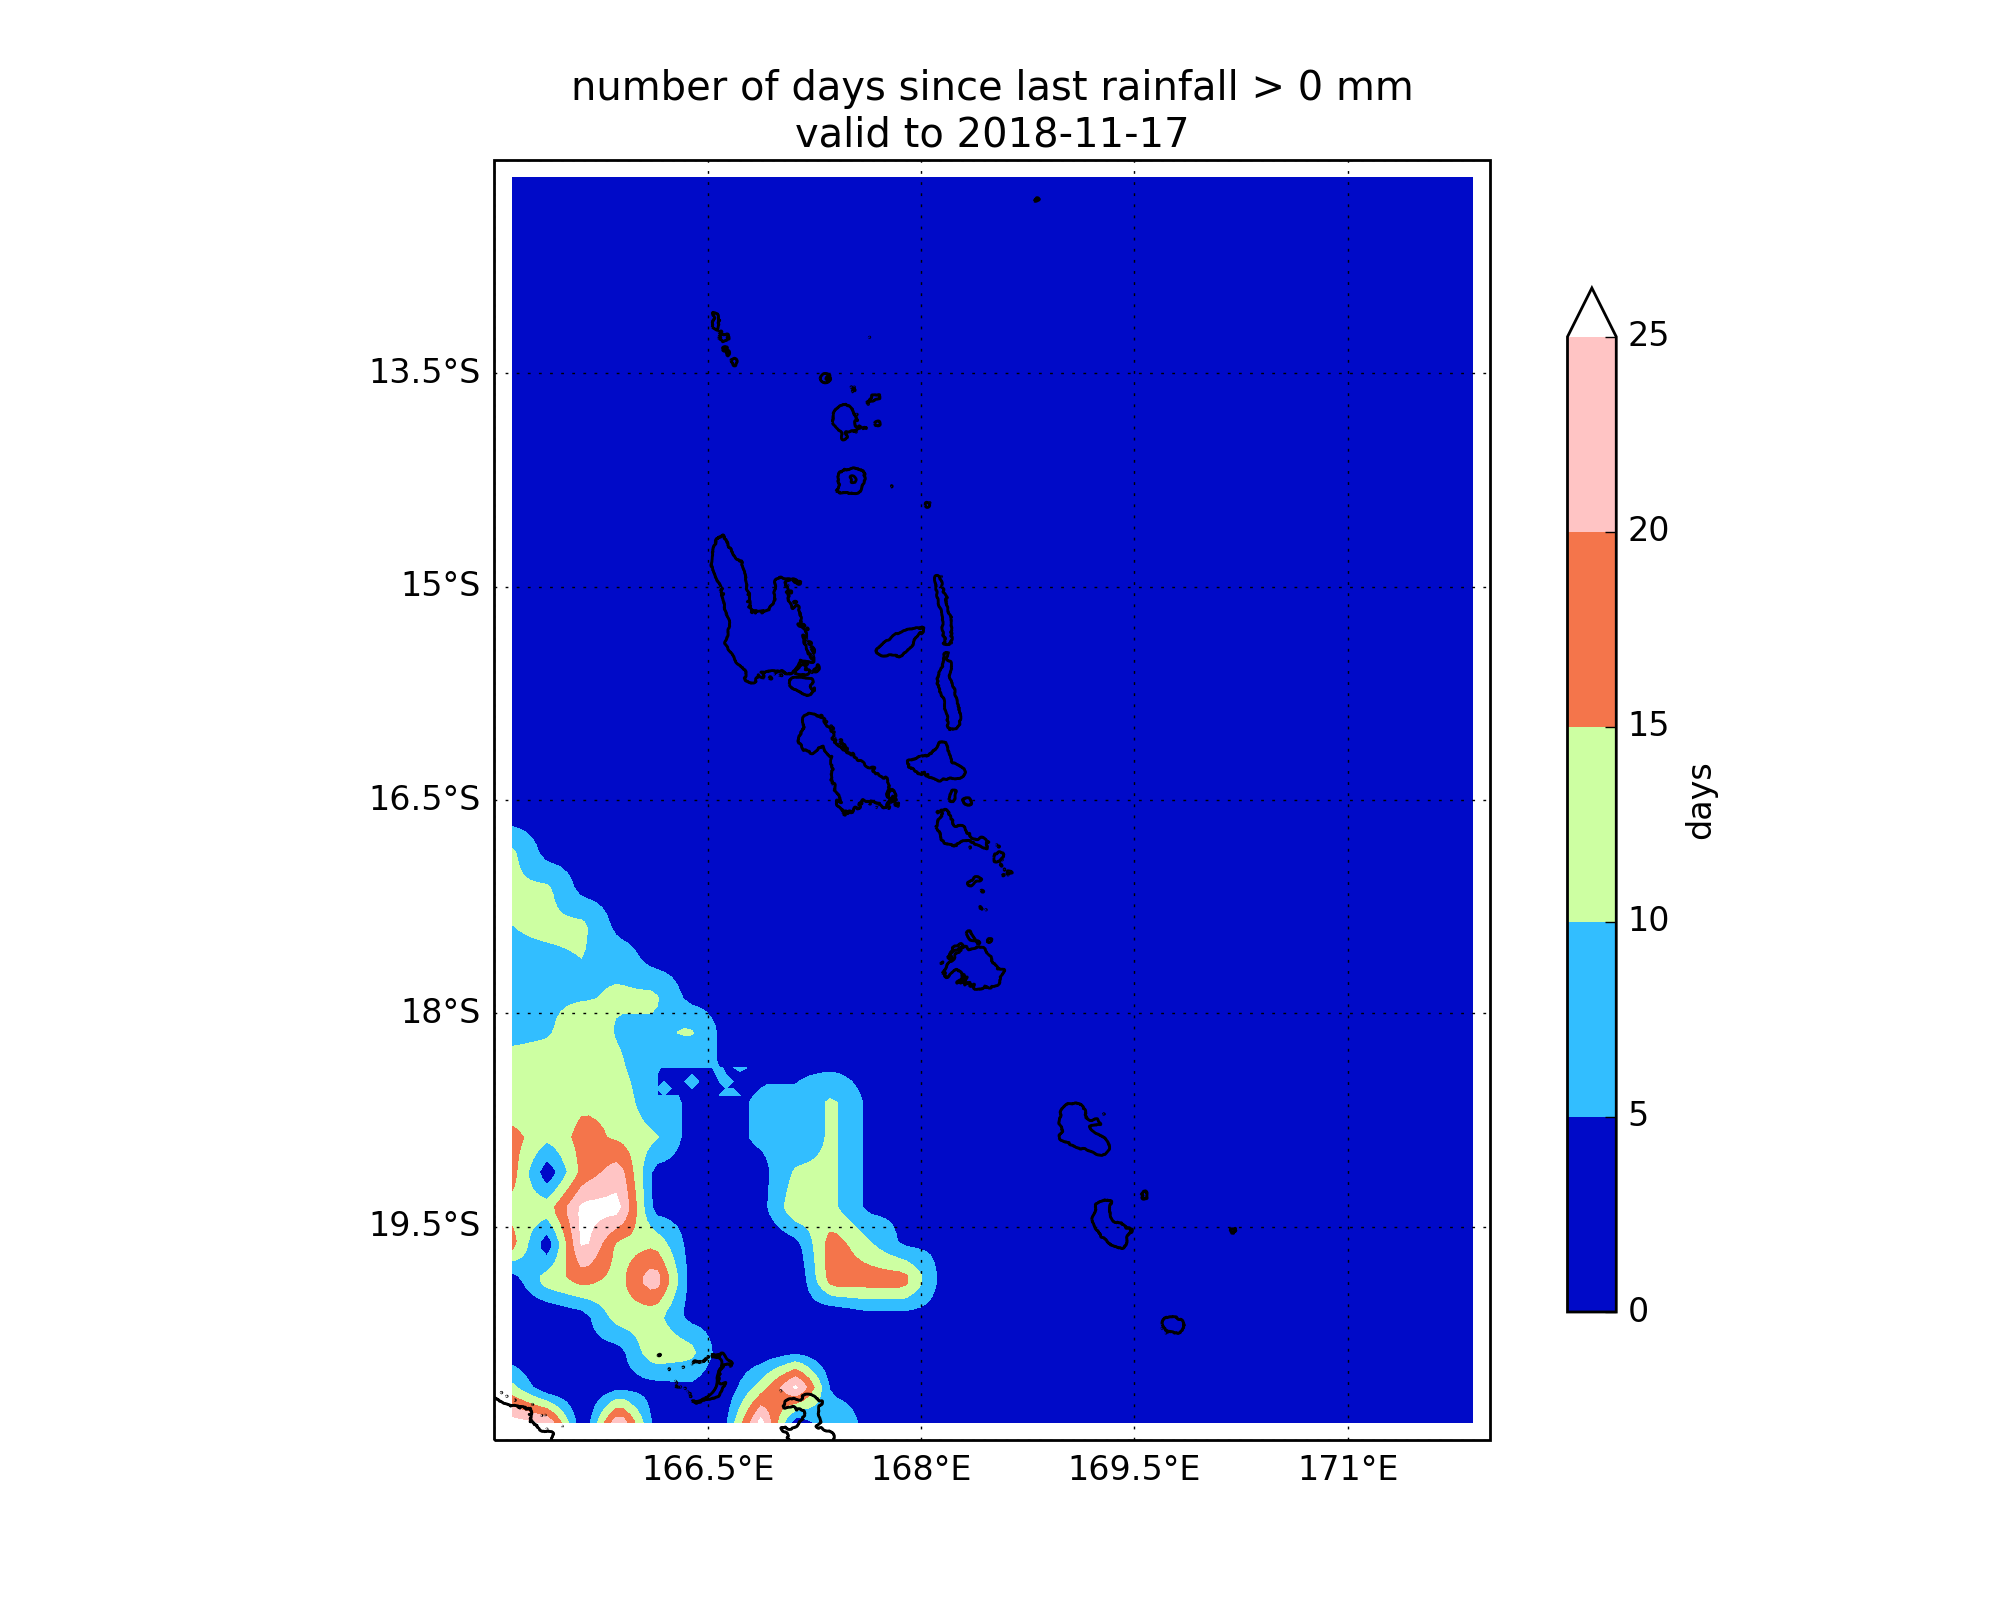 number of days since last rainfall > 0 mm
valid to 2018-11-17
13.5°S
15°S
16.5°S
18°S
19.5°S
166.5°E
168°E
169.5°E
171°E
25
20
15
10
5
0
days